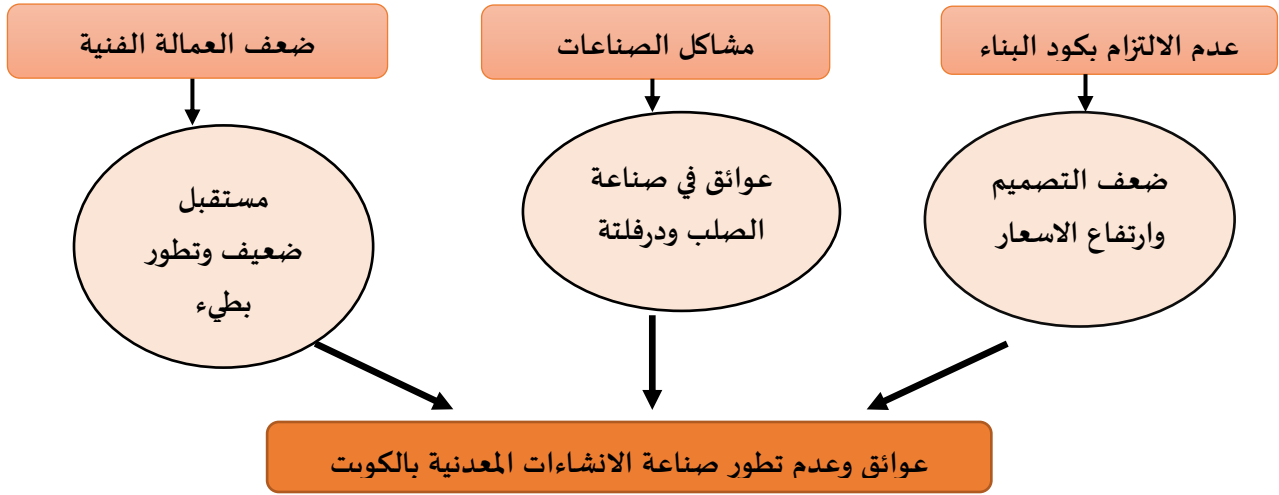 عدم الالتزام بكود البناء
مشاكل الصناعات
ضعف العمالة الفنية
ضعف التصميم
وارتفاع الاسعار
عوائق في صناعة
الصلب ودرفلتة
مستقبل
ضعيف وتطور
بطيء
عوائق وعدم تطور صناعة الانشاءات المعدنية بالكويت